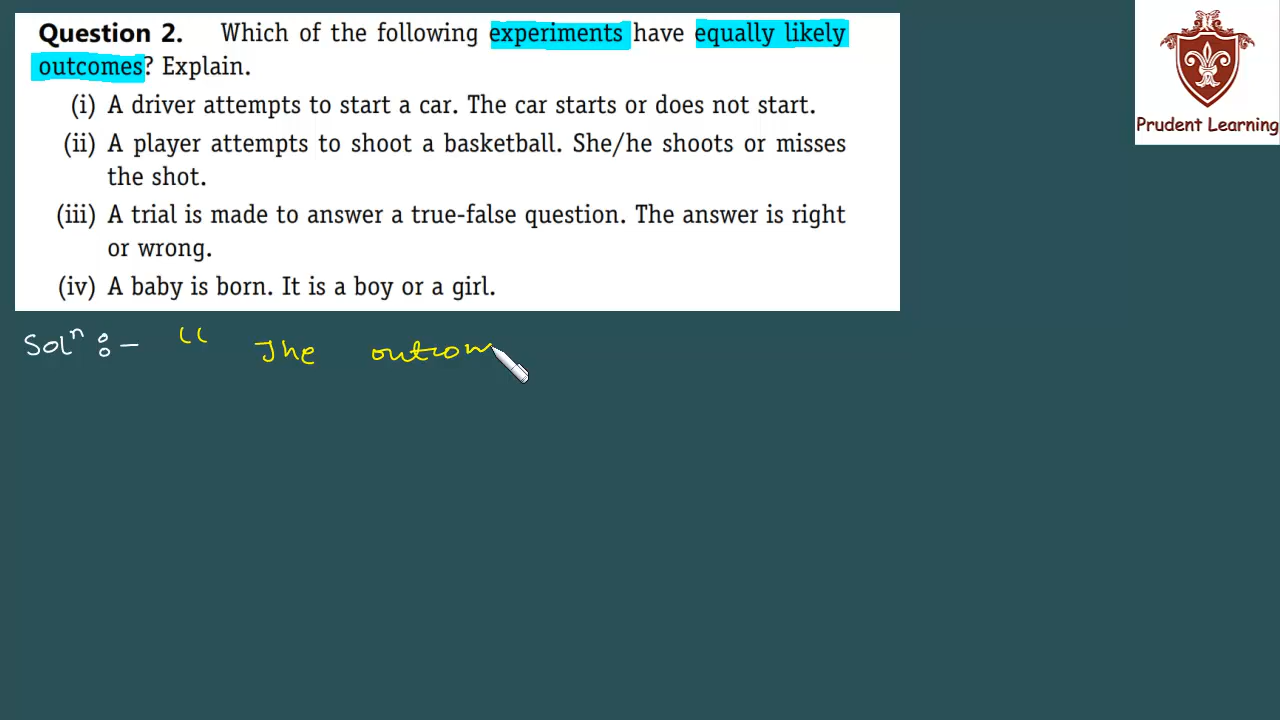 Question 2. Which of the following experiments have equally likely
outcomes? Explain.
(i) A driver attempts to start a car. The car starts or does not start.
(ii) A player attempts to shoot a basketball. She/he shoots or misses
the shot.
(iii) A trial is made to answer a true-false question. The answer is right
or wrong.
(iv) A baby is born. It is a boy or a girl.
Prudent Learning
Solⁿ :- “ The outcom